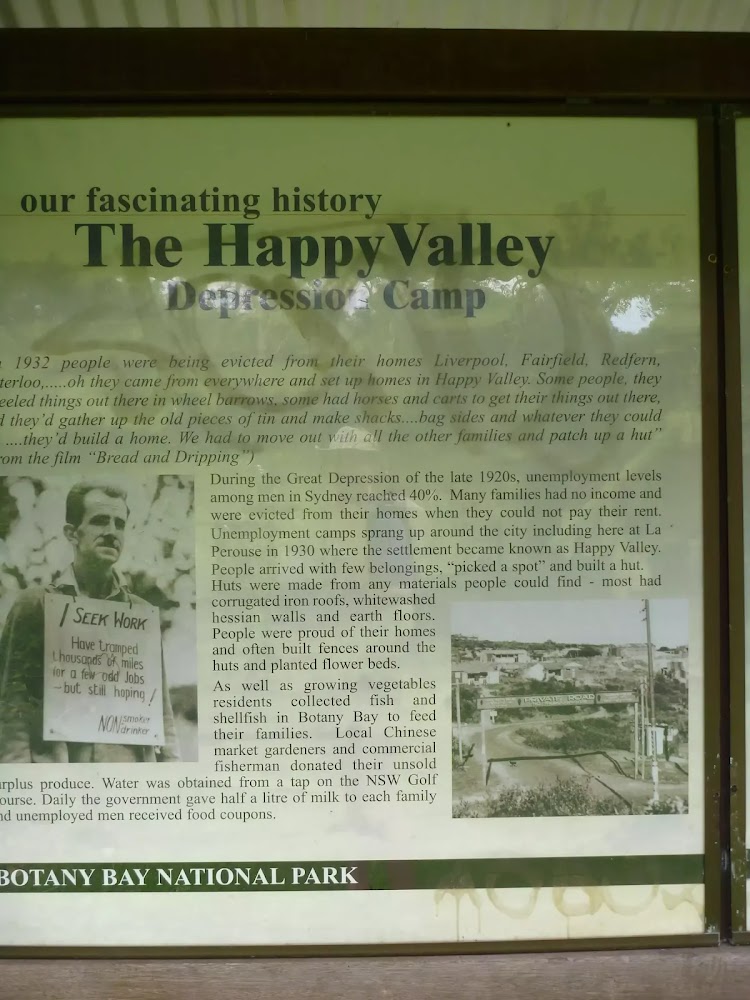 our fascinating history
The Happy Valley
Depression Camp
1932 people were being evicted from their homes Liverpool, Fairfield, Redfern,
terloo,.....oh they came from everywhere and set up homes in Happy Valley. Some people, they
eeled things out there in wheel barrows, some had horses and carts to get their things out there,
d they'd gather up the old pieces of tin and make shacks....bag sides and whatever they could
....they'd build a home. We had to move out with all the other families and patch up a hut"
rom the film "Bread and Dripping")
During the Great Depression of the late 1920s, unemployment levels
among men in Sydney reached 40%. Many families had no income and
were evicted from their homes when they could not pay their rent.
Unemployment camps sprang up around the city including here at La
Perouse in 1930 where the settlement became known as Happy Valley.
People arrived with few belongings, "picked a spot" and built a hut.
Huts were made from any materials people could find - most had
corrugated iron roofs, whitewashed
hessian walls and earth floors.
People were proud of their homes
and often built fences around the
huts and planted flower beds.
As well as growing vegetables
residents collected fish and
shellfish in Botany Bay to feed
their families. Local Chinese
market gardeners and commercial
fisherman donated their unsold
urplus produce. Water was obtained from a tap on the NSW Golf
ourse. Daily the government gave half a litre of milk to each family
nd unemployed men received food coupons.
I SEEK WORK
Have tramped
thousands of miles
for a few odd Jobs
-but still hoping!
NON smoker
drinker
PRIVATE ROAD
BOTANY BAY NATIONAL PARK